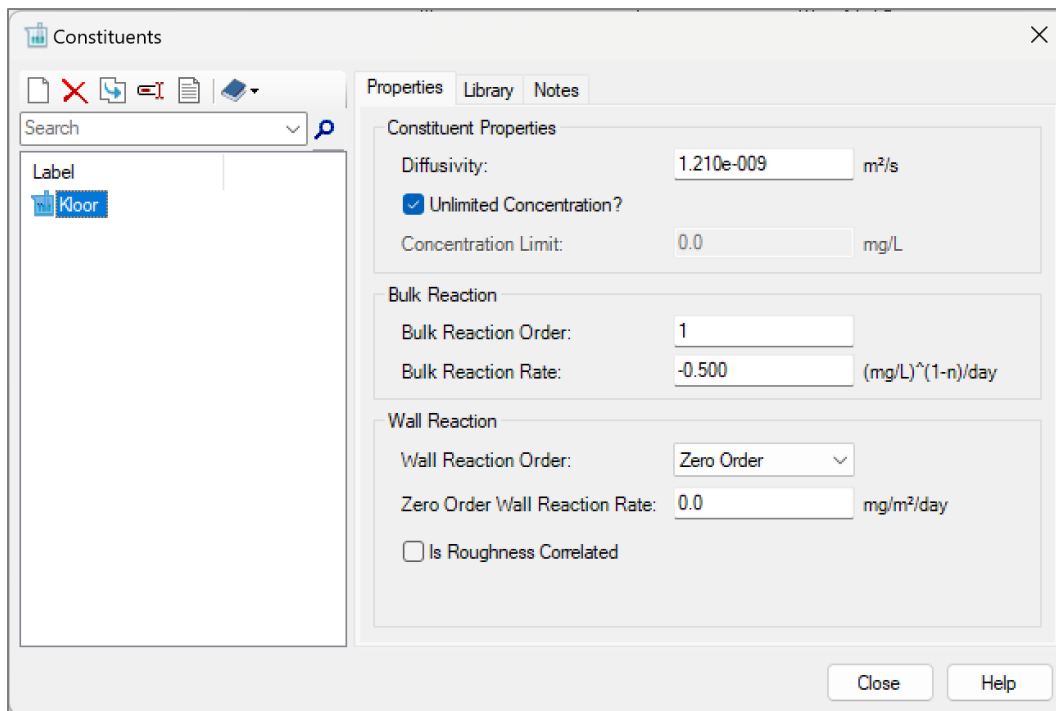 Constituents
Search
Label
Kloor
Properties Library Notes
Constituent Properties
Diffusivity: 1.210e-009 m²/s
Unlimited Concentration?
Concentration Limit: 0.0 mg/L
Bulk Reaction
Bulk Reaction Order: 1
Bulk Reaction Rate: -0.500 (mg/L)^(1-n)/day
Wall Reaction
Wall Reaction Order: Zero Order
Zero Order Wall Reaction Rate: 0.0 mg/m²/day
Is Roughness Correlated
Close Help